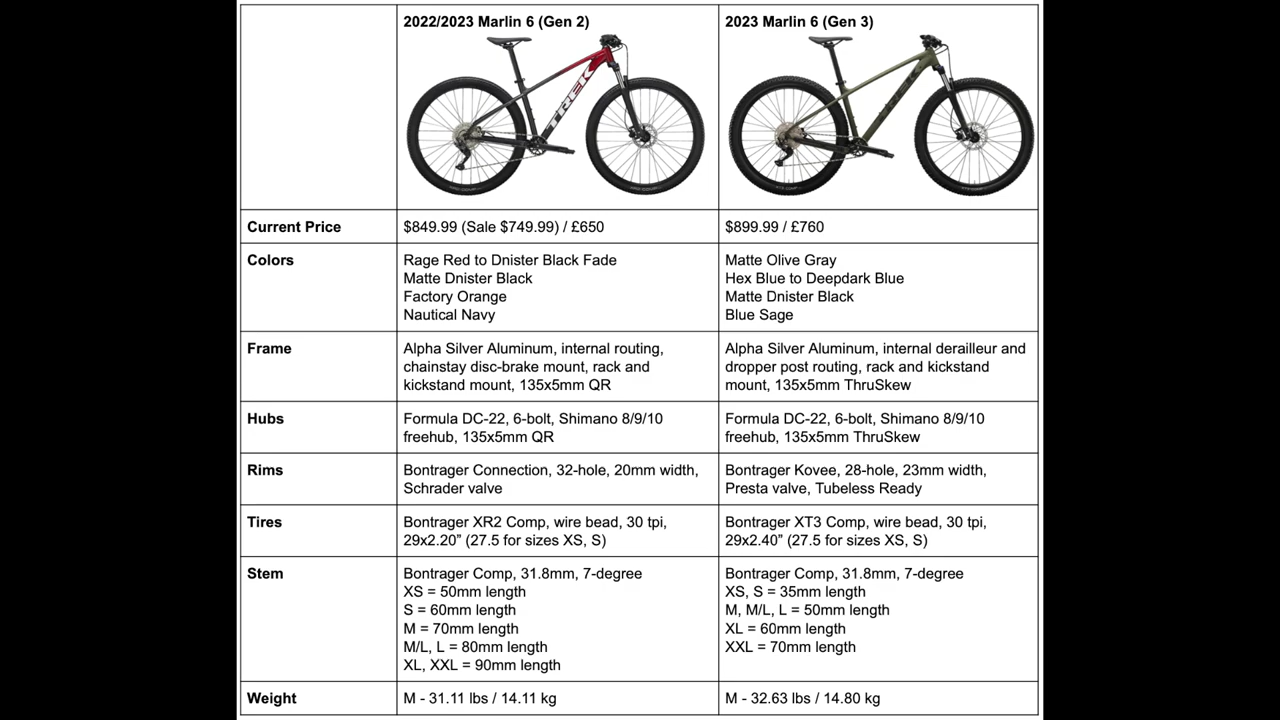 2022/2023 Marlin 6 (Gen 2)
2023 Marlin 6 (Gen 3)
TREK
TREK
Current Price
$849.99 (Sale $749.99) / £650
$899.99 / £760
Colors
Rage Red to Dnister Black Fade
Matte Dnister Black
Factory Orange
Nautical Navy
Matte Olive Gray
Hex Blue to Deepdark Blue
Matte Dnister Black
Blue Sage
Frame
Alpha Silver Aluminum, internal routing,
chainstay disc-brake mount, rack and
kickstand mount, 135x5mm QR
Alpha Silver Aluminum, internal derailleur and
dropper post routing, rack and kickstand
mount, 135x5mm ThruSkew
Hubs
Formula DC-22, 6-bolt, Shimano 8/9/10
freehub, 135x5mm QR
Formula DC-22, 6-bolt, Shimano 8/9/10
freehub, 135x5mm ThruSkew
Rims
Bontrager Connection, 32-hole, 20mm width,
Schrader valve
Bontrager Kovee, 28-hole, 23mm width,
Presta valve, Tubeless Ready
Tires
Bontrager XR2 Comp, wire bead, 30 tpi,
29x2.20” (27.5 for sizes XS, S)
Bontrager XT3 Comp, wire bead, 30 tpi,
29x2.40” (27.5 for sizes XS, S)
Stem
Bontrager Comp, 31.8mm, 7-degree
XS = 50mm length
S = 60mm length
M = 70mm length
M/L, L = 80mm length
XL, XXL = 90mm length
Bontrager Comp, 31.8mm, 7-degree
XS, S = 35mm length
M, M/L, L = 50mm length
XL = 60mm length
XXL = 70mm length
Weight
M - 31.11 lbs / 14.11 kg
M - 32.63 lbs / 14.80 kg